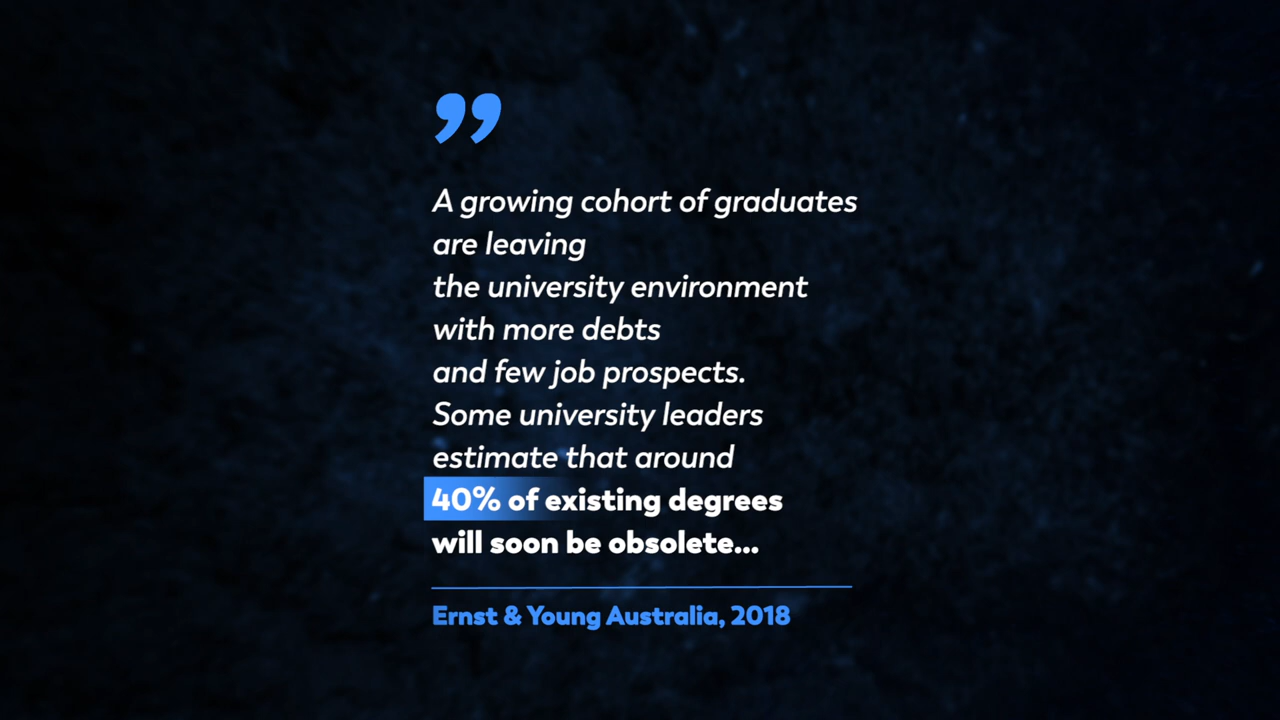 ”
A growing cohort of graduates
are leaving
the university environment
with more debts
and few job prospects.
Some university leaders
estimate that around
40% of existing degrees
will soon be obsolete...
Ernst & Young Australia, 2018